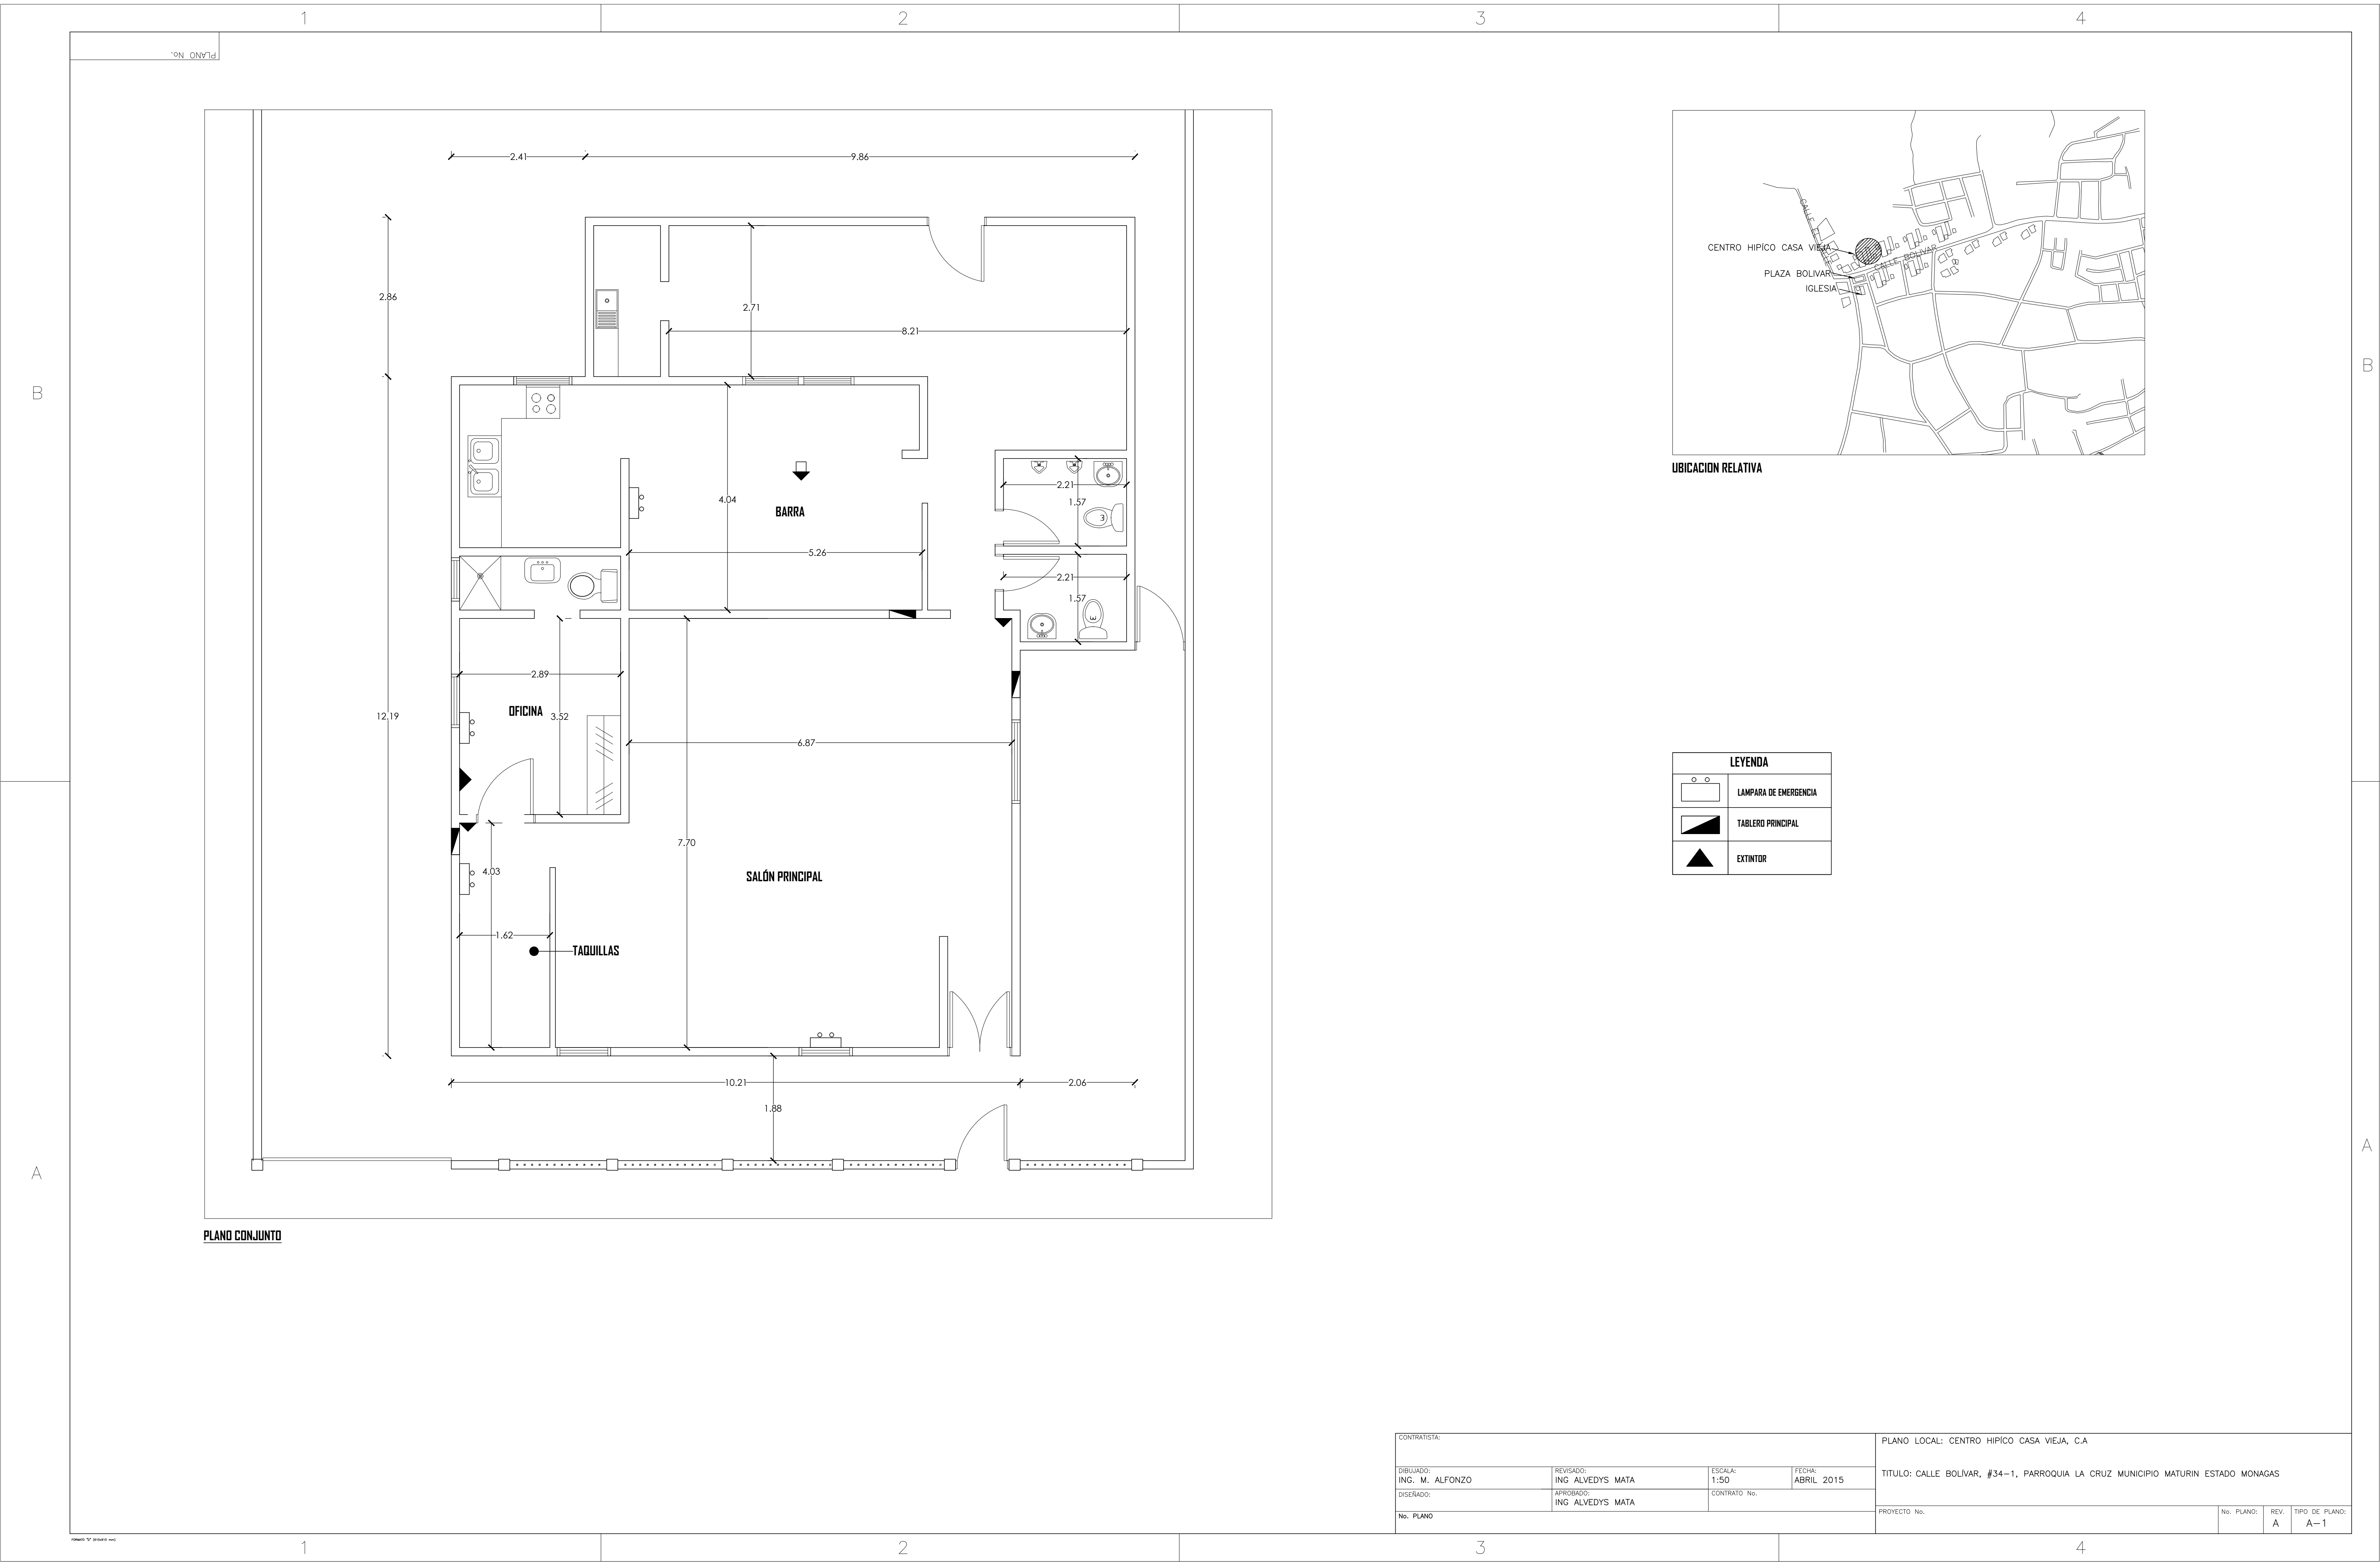 1 2 3 4
PLANO No.
2.41 9.86
2.86
2.71
8.21
4.04
BARRA
5.26
2.21
1.57
2.21
1.57
12.19
2.89
OFICINA
3.52
6.87
7.70
4.03
SALÓN PRINCIPAL
1.62
TAQUILLAS
10.21 2.06
1.88
PLANO CONJUNTO
CALLE
CENTRO HIPÍCO CASA VIEJA
CALLE BOLIVAR
PLAZA BOLIVAR
IGLESIA
UBICACION RELATIVA
LEYENDA
LAMPARA DE EMERGENCIA
TABLERO PRINCIPAL
EXTINTOR
B B
A A
CONTRATISTA:
DIBUJADO:
ING. M. ALFONZO
REVISADO:
ING ALVEDYS MATA
ESCALA:
1:50
FECHA:
ABRIL 2015
DISEÑADO:
APROBADO:
ING ALVEDYS MATA
CONTRATO No.
No. PLANO
PLANO LOCAL: CENTRO HIPÍCO CASA VIEJA, C.A
TITULO: CALLE BOLÍVAR, #34-1, PARROQUIA LA CRUZ MUNICIPIO MATURIN ESTADO MONAGAS
PROYECTO No.
No. PLANO:
REV.
A
TIPO DE PLANO:
A-1
1 2 3 4